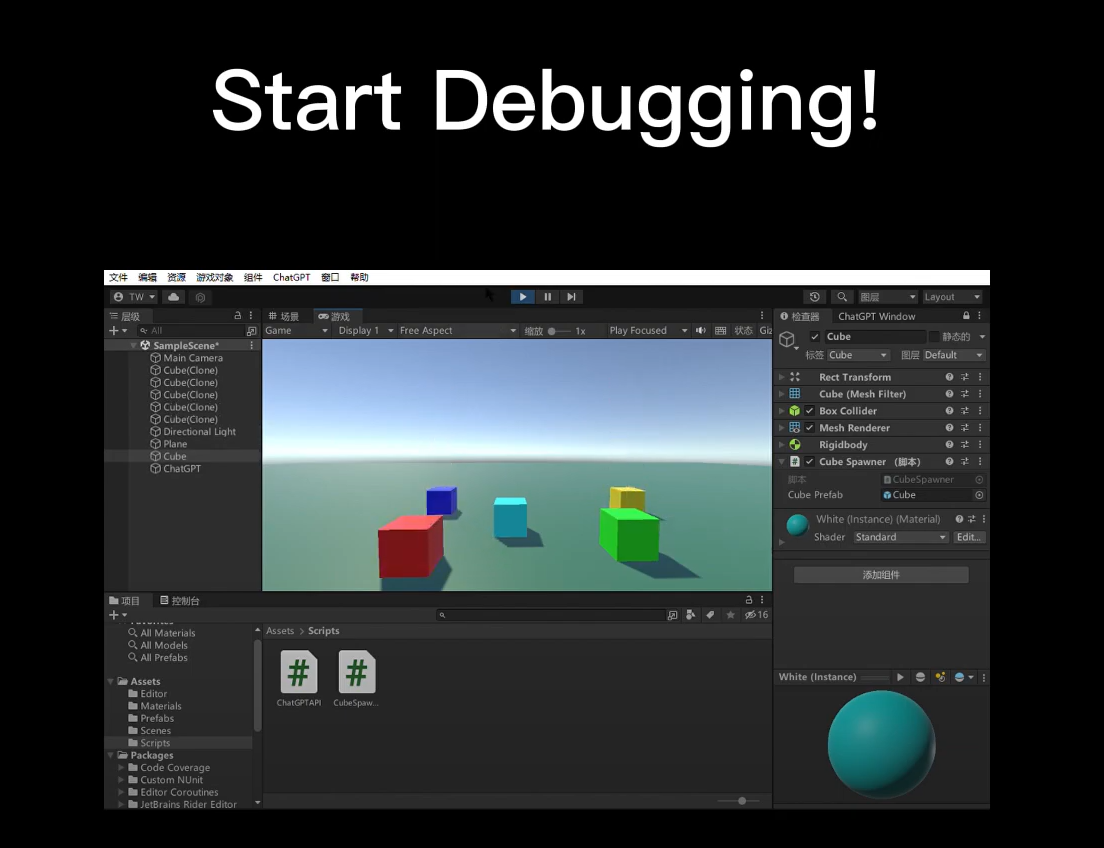 Start Debugging!
文件 编辑 资源 游戏对象 组件 ChatGPT 窗口 帮助
TW 图层 Layout
层级 场景 游戏 检查器 ChatGPT Window
All Game Display 1 Free Aspect 缩放 1x Play Focused 状态 Giz
Cube 静态的
标签 Cube 图层 Default
SampleScene*
Main Camera
Cube(Clone)
Cube(Clone)
Cube(Clone)
Cube(Clone)
Cube(Clone)
Directional Light
Plane
Cube
ChatGPT
Rect Transform
Cube (Mesh Filter)
Box Collider
Mesh Renderer
Rigidbody
# Cube Spawner (脚本)
脚本 CubeSpawner
Cube Prefab Cube
White (Instance) (Material)
Shader Standard Edit...
添加组件
项目 控制台
16
Favorites
All Materials
All Models
All Prefabs
Assets
Editor
Materials
Prefabs
Scenes
Scripts
Packages
Code Coverage
Custom NUnit
Editor Coroutines
JetBrains Rider Editor
Assets > Scripts
# #
ChatGPTAPI CubeSpaw...
White (Instance)